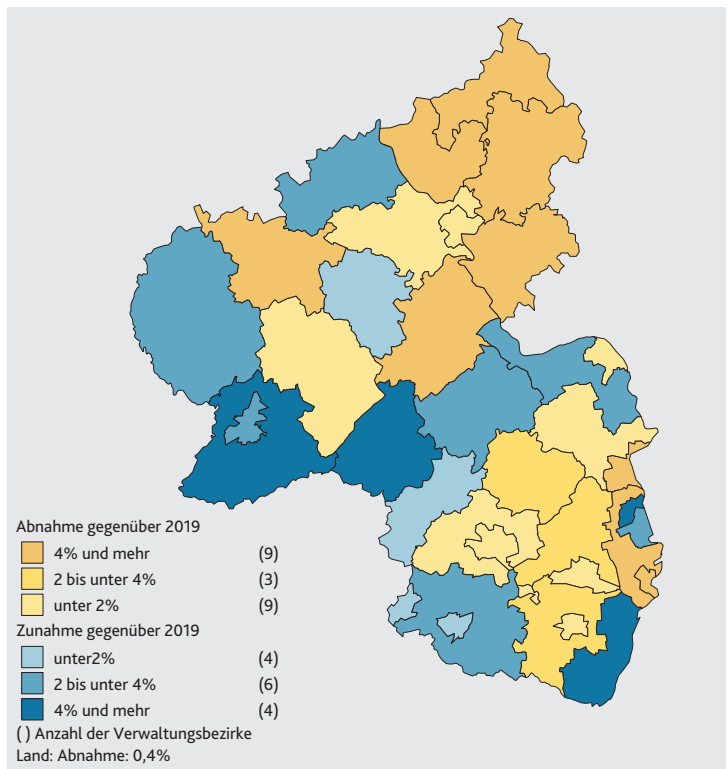 Abnahme gegenüber 2019
4% und mehr (9)
2 bis unter 4% (3)
unter 2% (9)
Zunahme gegenüber 2019
unter2% (4)
2 bis unter 4% (6)
4% und mehr (4)
( ) Anzahl der Verwaltungsbezirke
Land: Abnahme: 0,4%